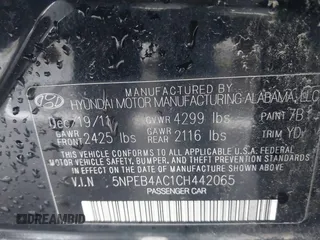 MANUFACTURED BY
HYUNDAI MOTOR MANUFACTURING ALABAMA, LLC
Dec/19/11 GVWR 4299 lbs PAINT 7B
GAWR FRONT 2425 lbs GAWR REAR 2116 lbs TRIM YD
THIS VEHICLE CONFORMS TO ALL APPLICABLE U.S.A FEDERAL
MOTOR VEHICLE SAFETY, BUMPER, AND THEFT PREVENTION
STANDARDS IN EFFECT ON THE DATE OF MANUFACTURE SHOWN ABOVE.
V.I.N 5NPEB4AC1CH442065
PASSENGER CAR
DREAMBID